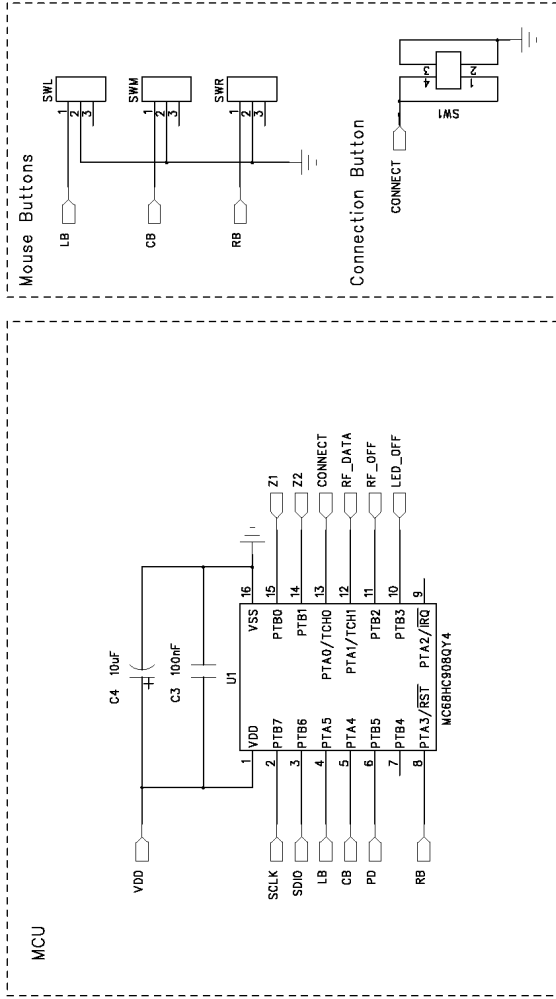 Mouse Buttons
SWL
1
2
3
LB
SWM
1
2
3
CB
SWR
1
2
3
RB
Connection Button
CONNECT
SW1
4 3
1 2
MCU
VDD
C4 10uF
+
C3 100nF
U1
1 VDD VSS 16
SCLK 2 PTB7 PTB0 15 Z1
SDIO 3 PTB6 PTB1 14 Z2
LB 4 PTA5 PTA0/TCH0 13 CONNECT
CB 5 PTA4 PTA1/TCH1 12 RF_DATA
PD 6 PTB5 PTB2 11 RF_OFF
7 PTB4 PTB3 10 LED_OFF
RB 8 PTA3/RST PTA2/IRQ 9
MC68HC908QY4